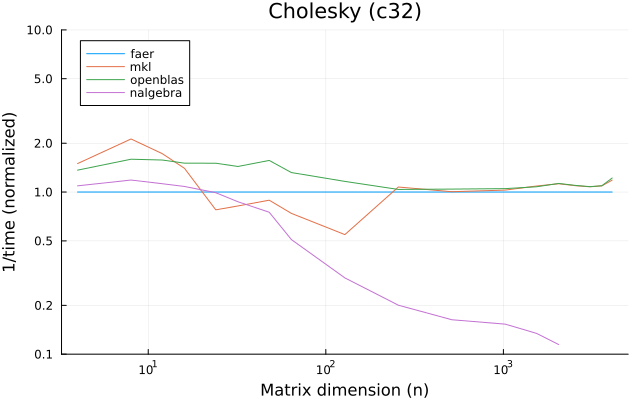 Cholesky (c32)
10.0
5.0
2.0
1.0
0.5
0.2
0.1
1/time (normalized)
faer
mkl
openblas
nalgebra
10¹
10²
10³
Matrix dimension (n)